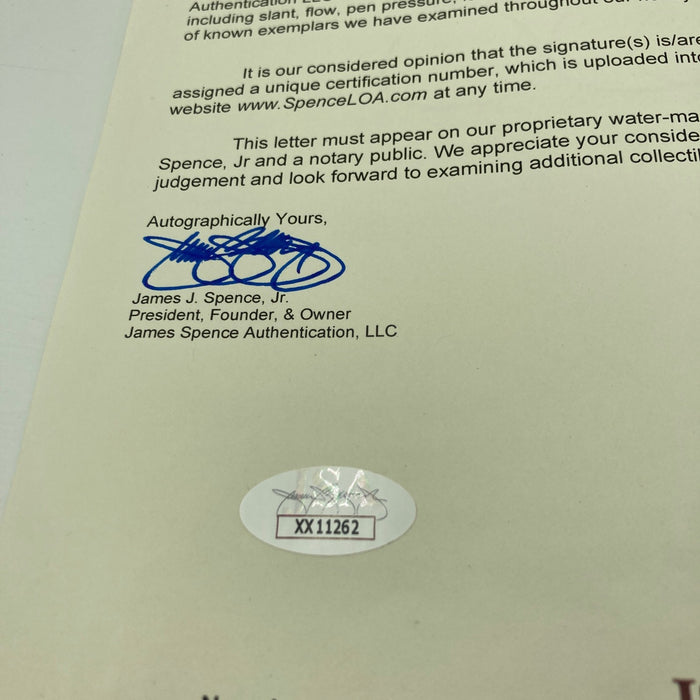 Authentication
including slant, flow, pen pressure,
of known exemplars we have examined throughout our
It is our considered opinion that the signature(s) is/are
assigned a unique certification number, which is uploaded into
website www.SpenceLOA.com at any time.
This letter must appear on our proprietary water-ma
Spence, Jr and a notary public. We appreciate your conside
judgement and look forward to examining additional collectil
Autographically Yours,
James J. Spence, Jr.
President, Founder, & Owner
James Spence Authentication, LLC
XX11262